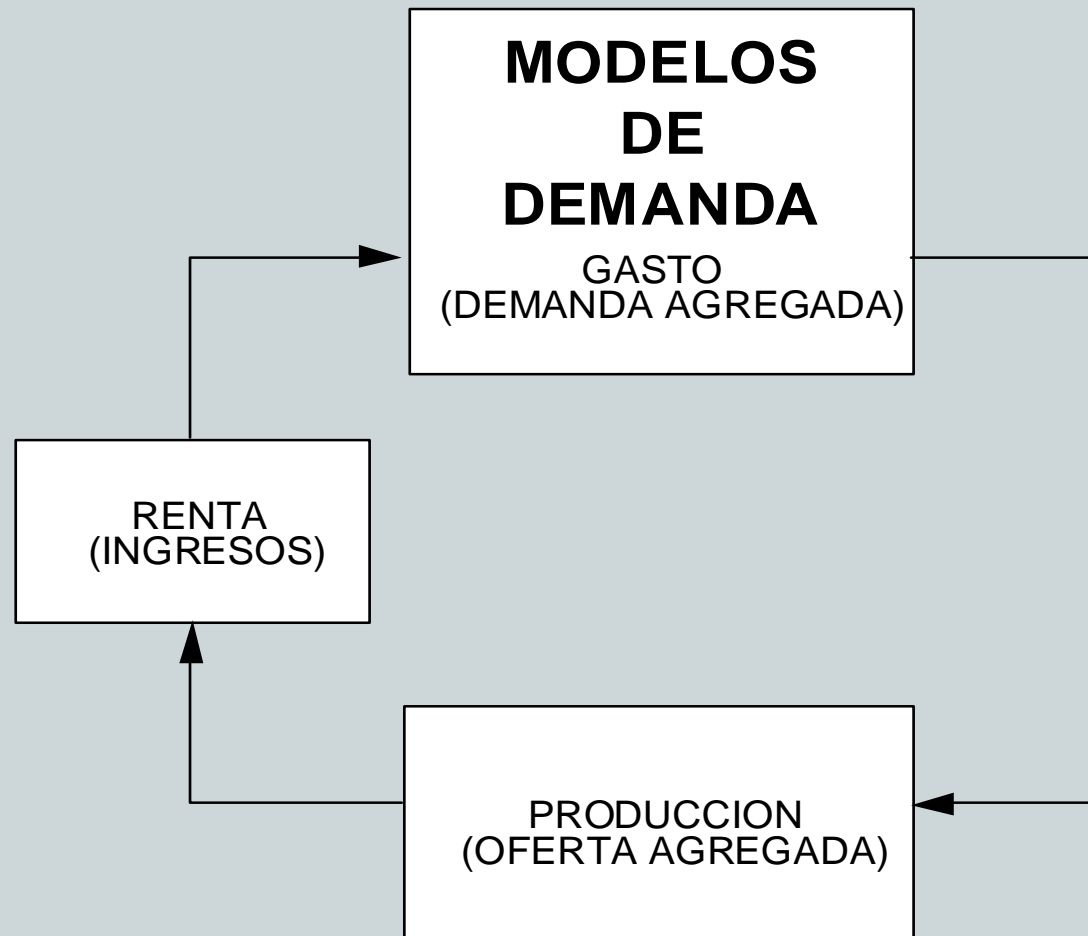 MODELOS
DE
DEMANDA
GASTO
(DEMANDA AGREGADA)
RENTA
(INGRESOS)
PRODUCCION
(OFERTA AGREGADA)